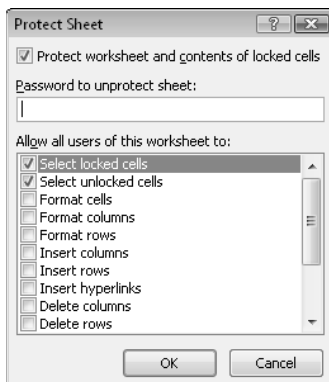 Protect Sheet
Protect worksheet and contents of locked cells
Password to unprotect sheet:
Allow all users of this worksheet to:
Select locked cells
Select unlocked cells
Format cells
Format columns
Format rows
Insert columns
Insert rows
Insert hyperlinks
Delete columns
Delete rows
OK Cancel